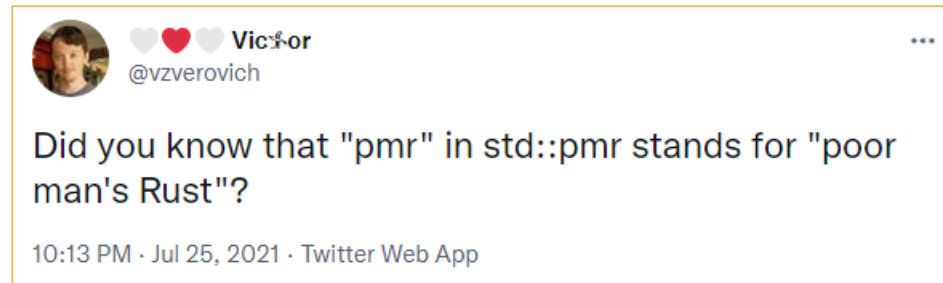 🤍❤️🤍 Vic🕴or
@vzverovich
Did you know that "pmr" in std::pmr stands for "poor
man's Rust"?
10:13 PM · Jul 25, 2021 · Twitter Web App